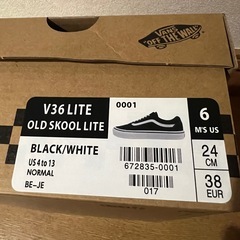 VANS
"OFF THE WALL"
V36 LITE
0001
6
OLD SKOOL LITE
M'S US
BLACK/WHITE
24
CM
US 4 to 13
NORMAL
672835-0001
38
BE-JE
017
EUR